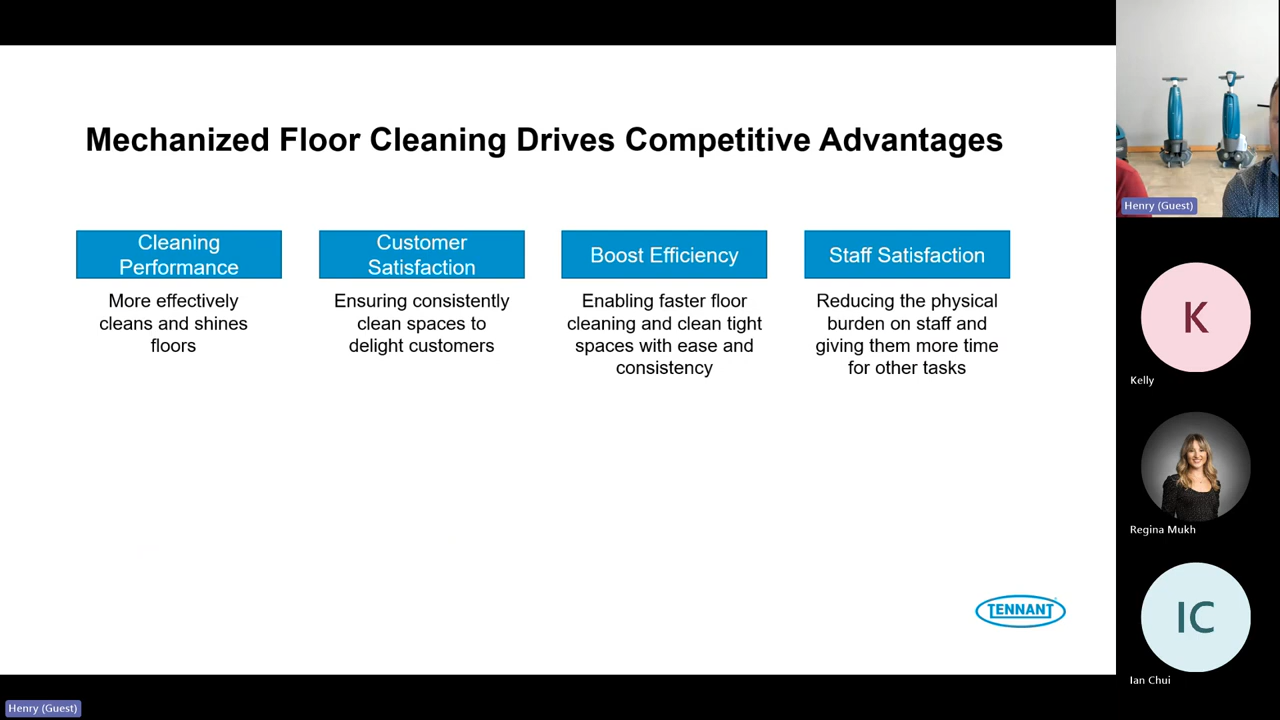 Mechanized Floor Cleaning Drives Competitive Advantages
Cleaning
Performance
More effectively
cleans and shines
floors
Customer
Satisfaction
Ensuring consistently
clean spaces to
delight customers
Boost Efficiency
Enabling faster floor
cleaning and clean tight
spaces with ease and
consistency
Staff Satisfaction
Reducing the physical
burden on staff and
giving them more time
for other tasks
TENNANT
Henry (Guest)
K
Kelly
Regina Mukh
IC
Ian Chui
Henry (Guest)